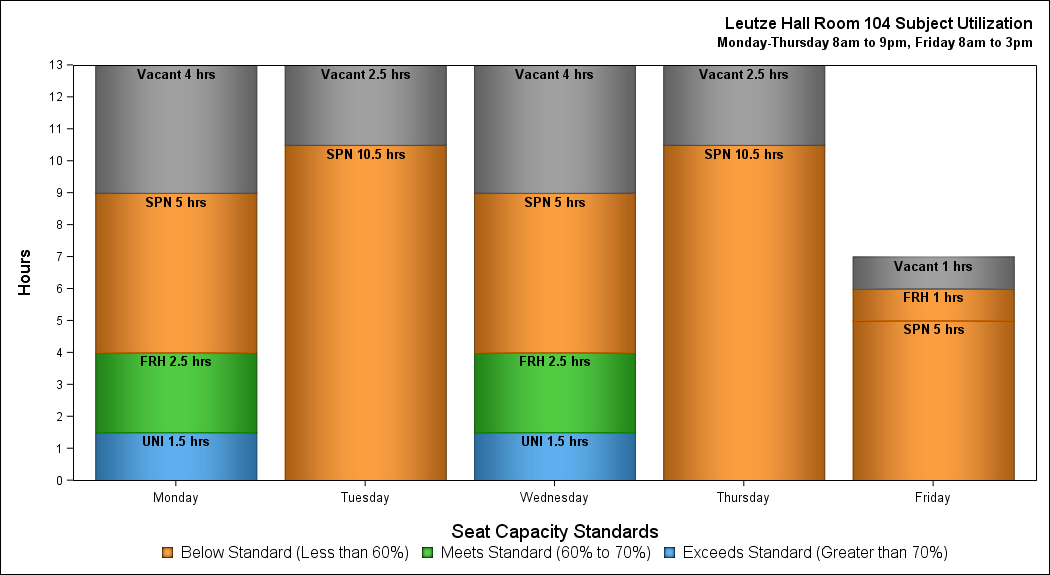 Leutze Hall Room 104 Subject Utilization
Monday-Thursday 8am to 9pm, Friday 8am to 3pm
Hours
13
12
11
10
9
8
7
6
5
4
3
2
1
0
Vacant 4 hrs
SPN 5 hrs
FRH 2.5 hrs
UNI 1.5 hrs
Vacant 2.5 hrs
SPN 10.5 hrs
Vacant 4 hrs
SPN 5 hrs
FRH 2.5 hrs
UNI 1.5 hrs
Vacant 2.5 hrs
SPN 10.5 hrs
Vacant 1 hrs
FRH 1 hrs
SPN 5 hrs
Monday Tuesday Wednesday Thursday Friday
Seat Capacity Standards
Below Standard (Less than 60%) Meets Standard (60% to 70%) Exceeds Standard (Greater than 70%)